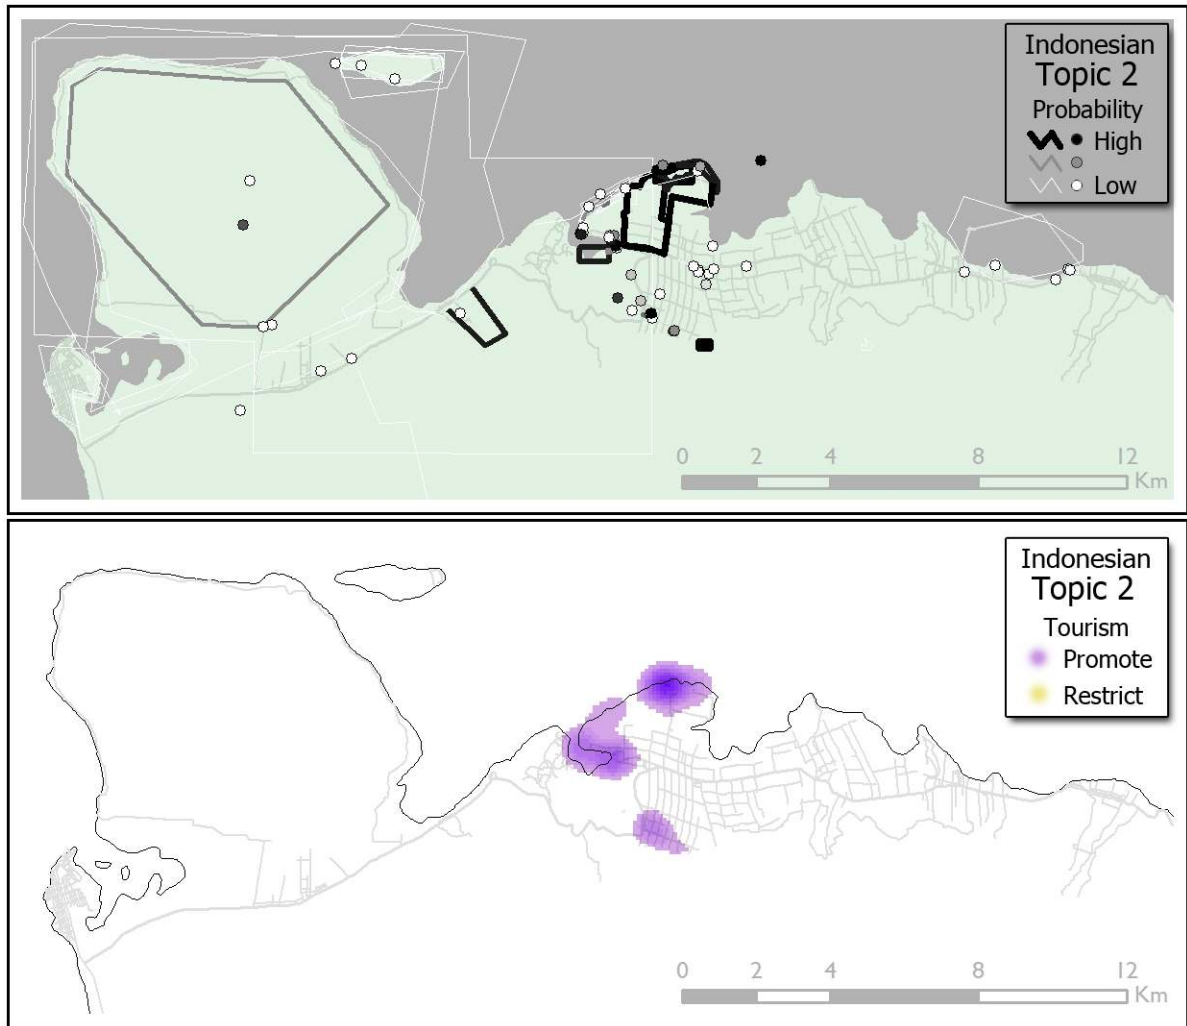 Indonesian
Topic 2
Probability
High
Low
0 2 4 8 12
Km
Indonesian
Topic 2
Tourism
Promote
Restrict
0 2 4 8 12
Km